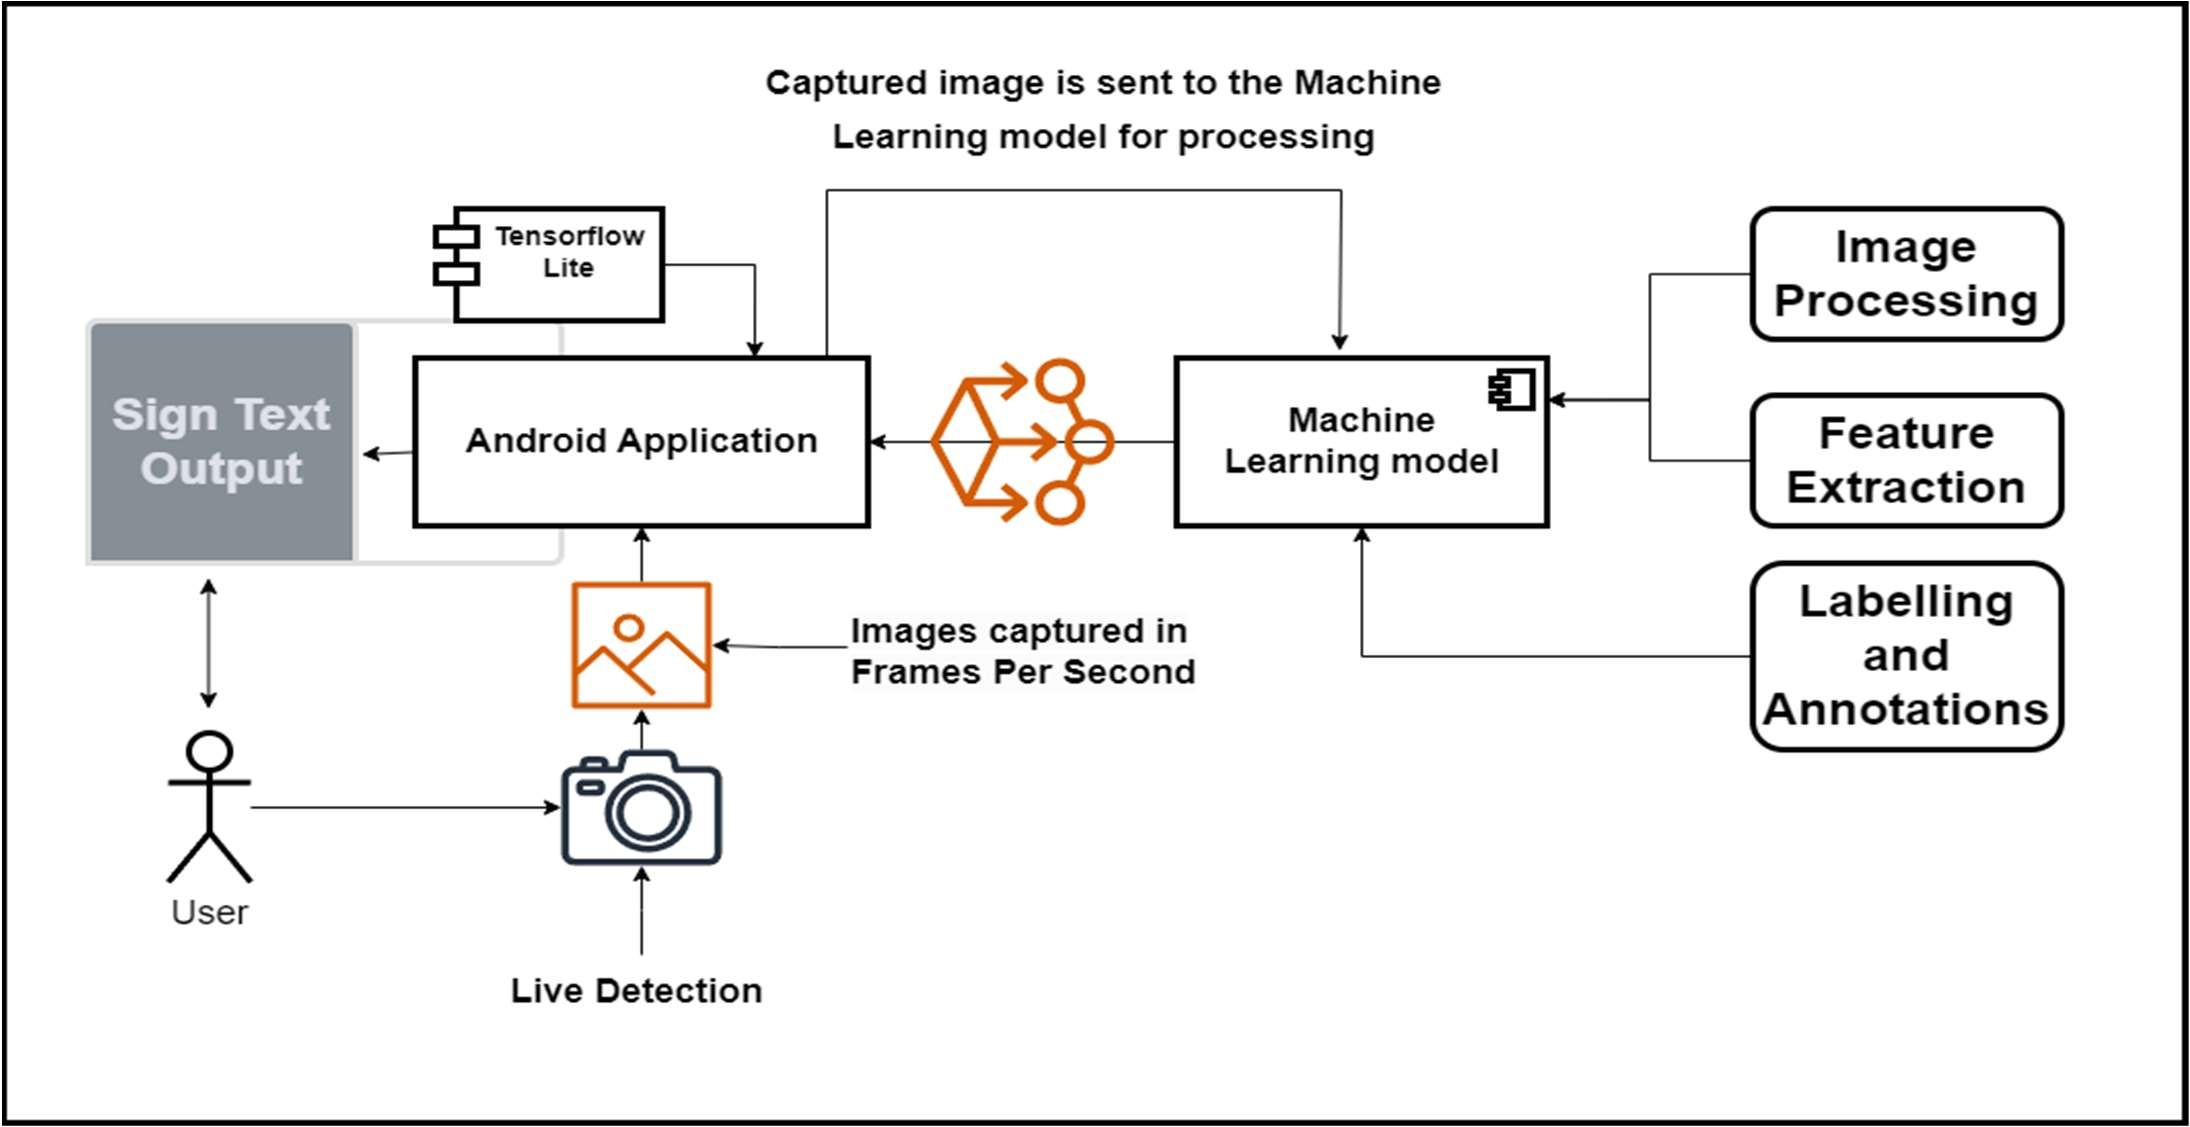 Captured image is sent to the Machine
Learning model for processing
Tensorflow
Lite
Image
Processing
Sign Text
Output
Android Application
Machine
Learning model
Feature
Extraction
Images captured in
Frames Per Second
Labelling
and
Annotations
User
Live Detection